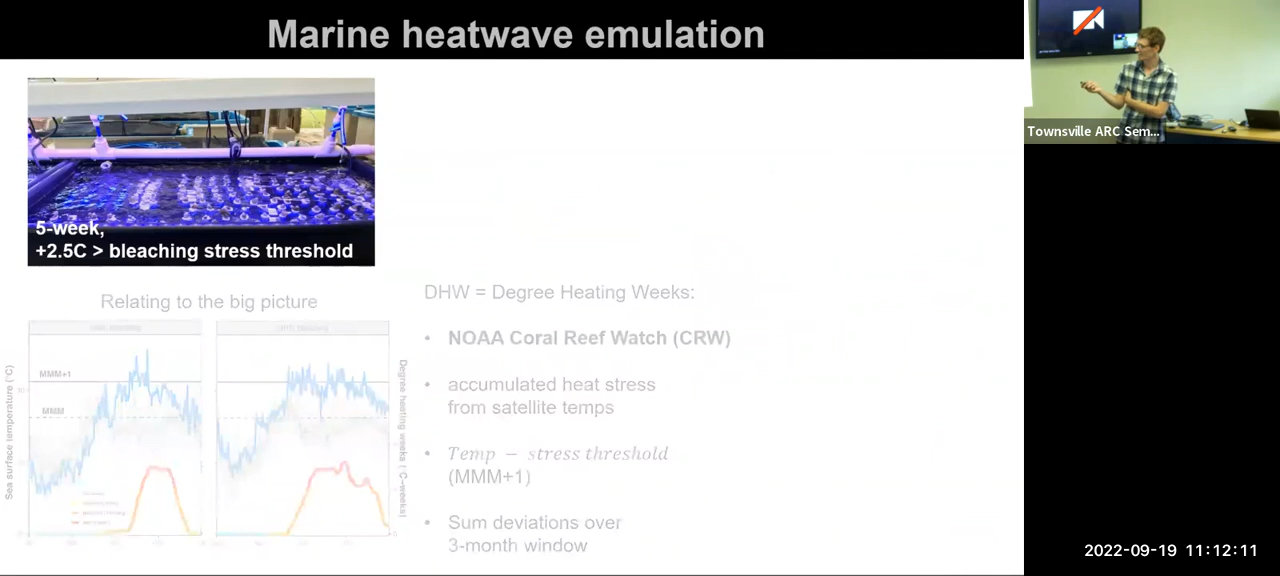 Marine heatwave emulation
Townsville ARC Sem...
5-week,
+2.5C > bleaching stress threshold
Relating to the big picture
DHW = Degree Heating Weeks:
• NOAA Coral Reef Watch (CRW)
• accumulated heat stress
from satellite temps
• Temp − stress threshold
(MMM+1)
• Sum deviations over
3-month window
MMM+1
MMM
Sea surface temperature (°C)
Degree heating weeks (°C-weeks)
2022-09-19 11:12:11